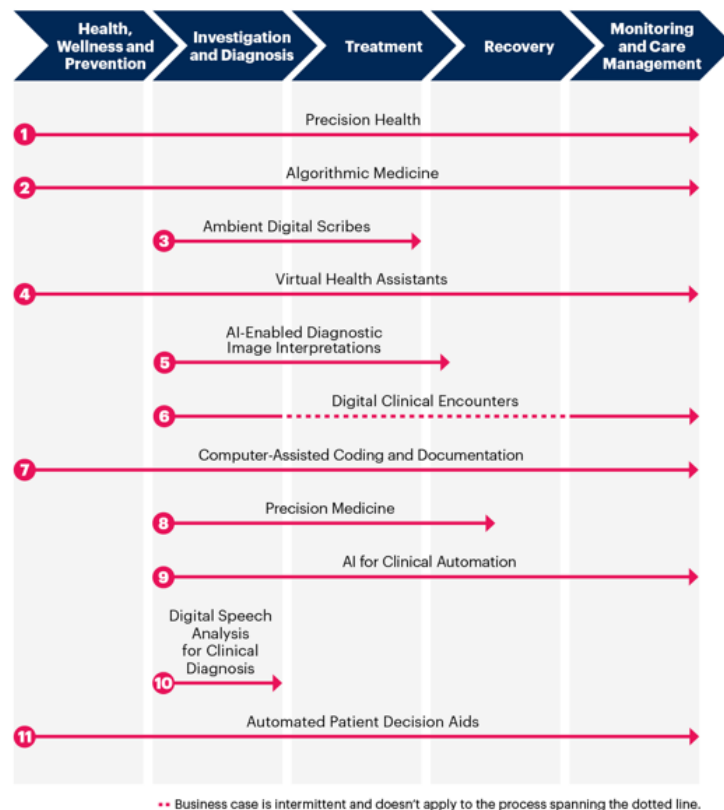 Health,
Wellness and
Prevention
Investigation
and Diagnosis
Treatment
Recovery
Monitoring
and Care
Management
Precision Health
1
Algorithmic Medicine
2
Ambient Digital Scribes
3
Virtual Health Assistants
4
AI-Enabled Diagnostic
Image Interpretations
5
Digital Clinical Encounters
6
Computer-Assisted Coding and Documentation
7
Precision Medicine
8
AI for Clinical Automation
9
Digital Speech
Analysis
for Clinical
Diagnosis
10
Automated Patient Decision Aids
11
Business case is intermittent and doesn't apply to the process spanning the dotted line.